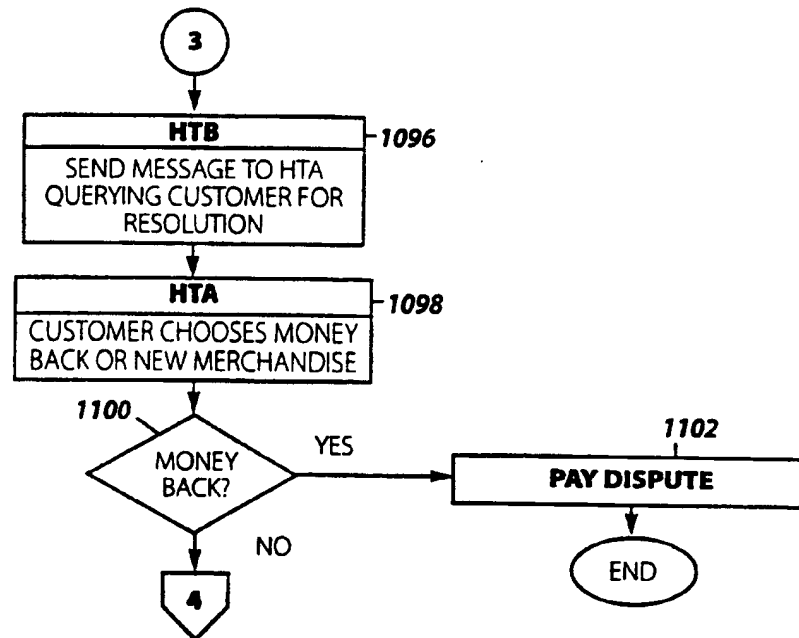 3
HTB
1096
SEND MESSAGE TO HTA
QUERYING CUSTOMER FOR
RESOLUTION
HTA
1098
CUSTOMER CHOOSES MONEY
BACK OR NEW MERCHANDISE
1100
MONEY
BACK?
YES
1102
PAY DISPUTE
NO
END
4